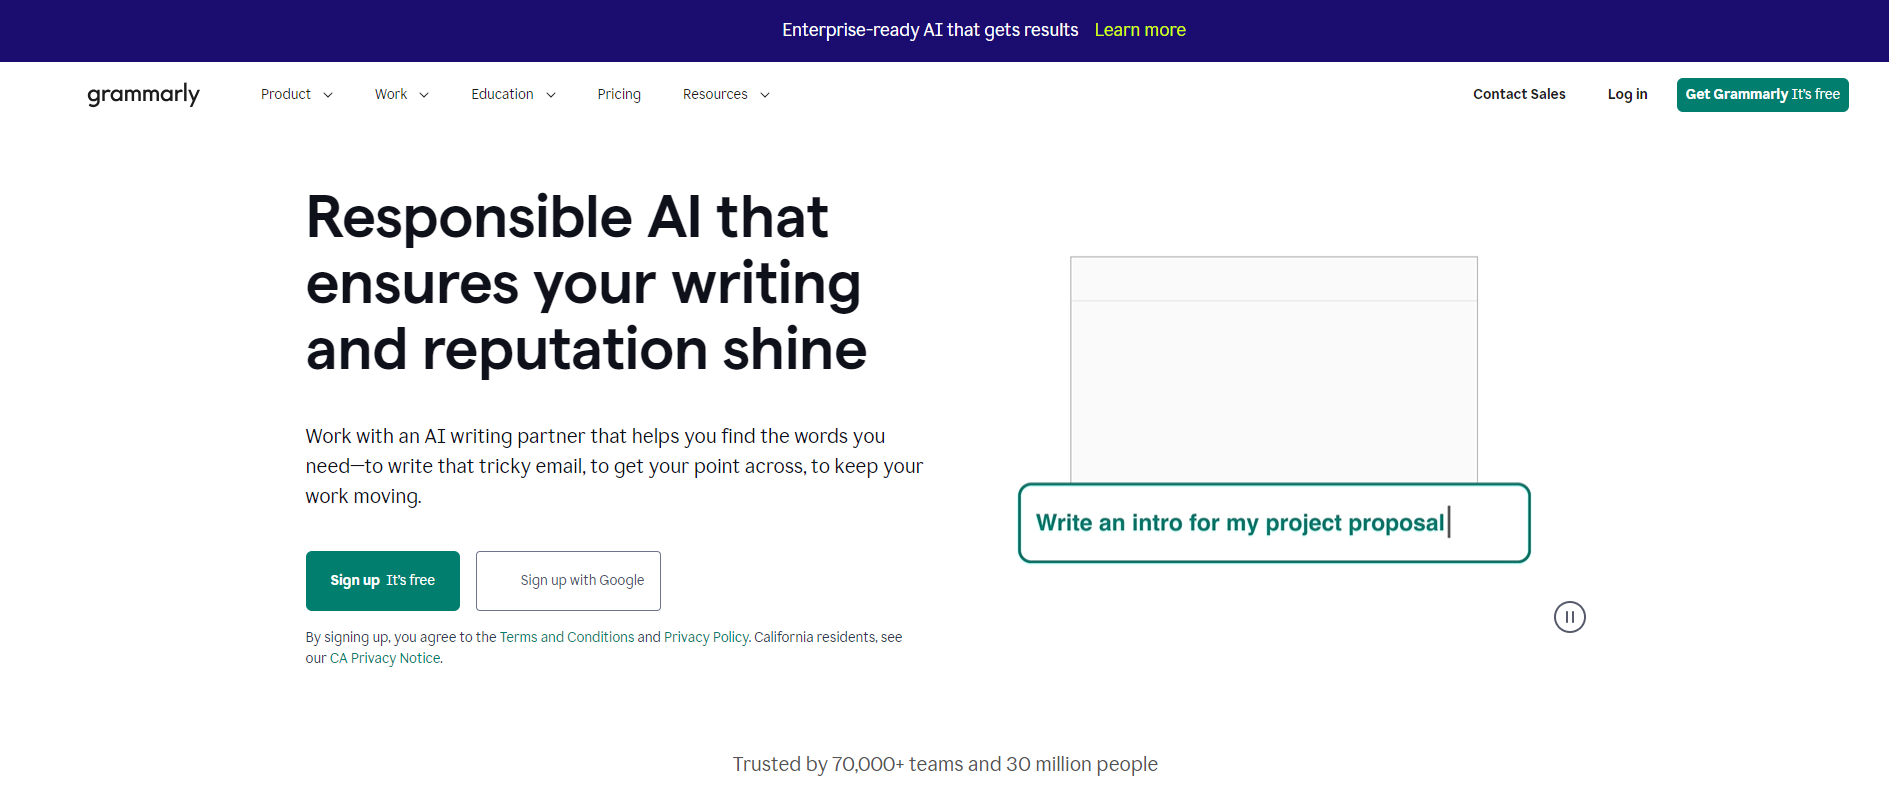 Enterprise-ready AI that gets results Learn more
grammarly Product Work Education Pricing Resources Contact Sales Log in Get Grammarly It's free
Responsible AI that
ensures your writing
and reputation shine
Work with an AI writing partner that helps you find the words you
need—to write that tricky email, to get your point across, to keep your
work moving.
Sign up It's free Sign up with Google
By signing up, you agree to the Terms and Conditions and Privacy Policy. California residents, see
our CA Privacy Notice.
Write an intro for my project proposal
Trusted by 70,000+ teams and 30 million people